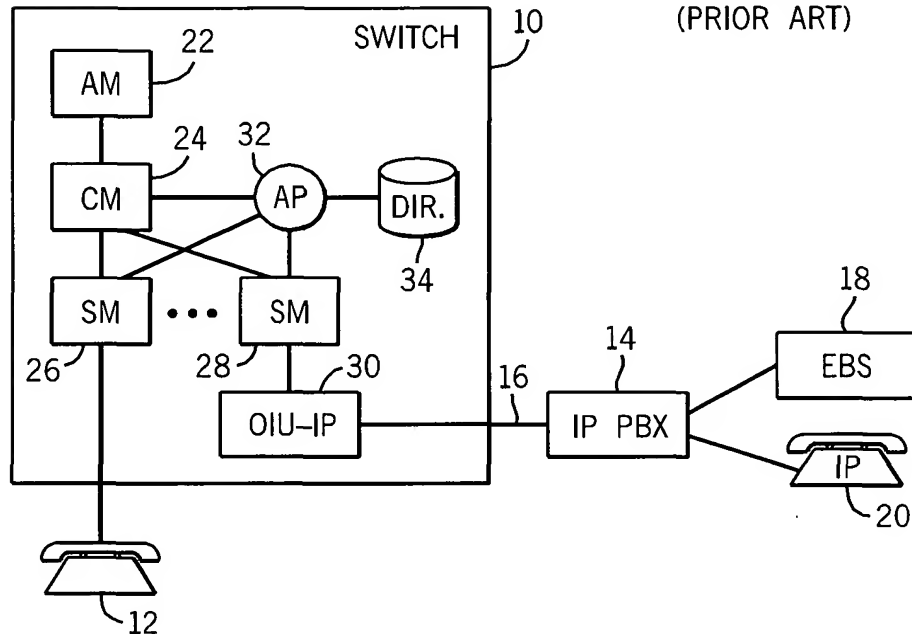 (PRIOR ART)
SWITCH
10
AM
22
24
CM
32
AP
DIR.
34
SM
•••
SM
26
28
30
OIU-IP
16
14
IP PBX
18
EBS
IP
20
12